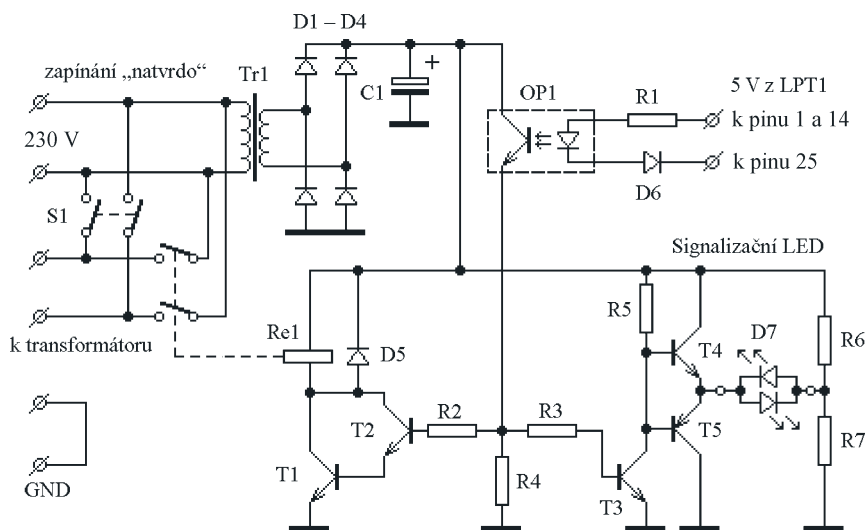 D1 – D4
zapínání „natvrdo“
Tr1
+
C1
OP1
5 V z LPT1
R1
k pinu 1 a 14
230 V
k pinu 25
D6
S1
Signalizační LED
R5
D7
Re1
D5
T4
R6
k transformátoru
R2
R3
T2
T5
R7
T1
R4
T3
GND